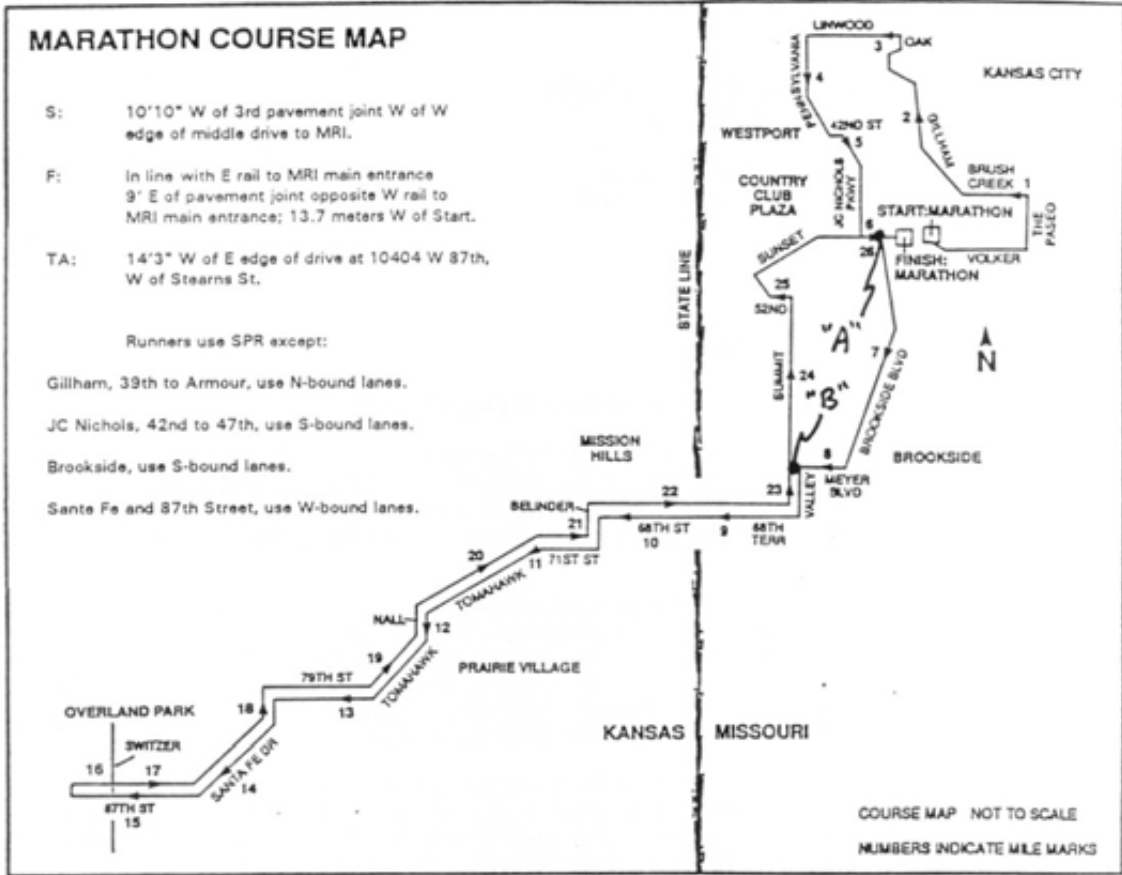 MARATHON COURSE MAP
S: 10'10" W of 3rd pavement joint W of W
edge of middle drive to MRI.
F: In line with E rail to MRI main entrance
9' E of pavement joint opposite W rail to
MRI main entrance; 13.7 meters W of Start.
TA: 14'3" W of E edge of drive at 10404 W 87th,
W of Stearns St.
Runners use SPR except:
Gillham, 39th to Armour, use N-bound lanes.
JC Nichols, 42nd to 47th, use S-bound lanes.
Brookside, use S-bound lanes.
Sante Fe and 87th Street, use W-bound lanes.
LINWOOD
3
OAK
KANSAS CITY
PENNSYLVANIA
4
2
GILLHAM
WESTPORT
42ND ST
5
BRUSH
CREEK
1
COUNTRY
CLUB
PLAZA
JC NICHOLS
PKWY
START:MARATHON
THE
PASEO
SUNSET
6
26
FINISH:
MARATHON
VOLKER
25
52ND
STATE LINE
"A"
7
N
SUMMIT
24
BROOKSIDE BLVD
"B"
MISSION
HILLS
8
BROOKSIDE
MEYER
BLVD
BELINDER
22
23
VALLEY
21
68TH ST
10
9
68TH
TERR
20
11
71ST ST
TOMAHAWK
NALL
12
19
PRAIRIE VILLAGE
79TH ST
TOMAHAWK
13
18
OVERLAND PARK
SWITZER
KANSAS
MISSOURI
16
17
SANTA FE DR
14
87TH ST
15
COURSE MAP NOT TO SCALE
NUMBERS INDICATE MILE MARKS